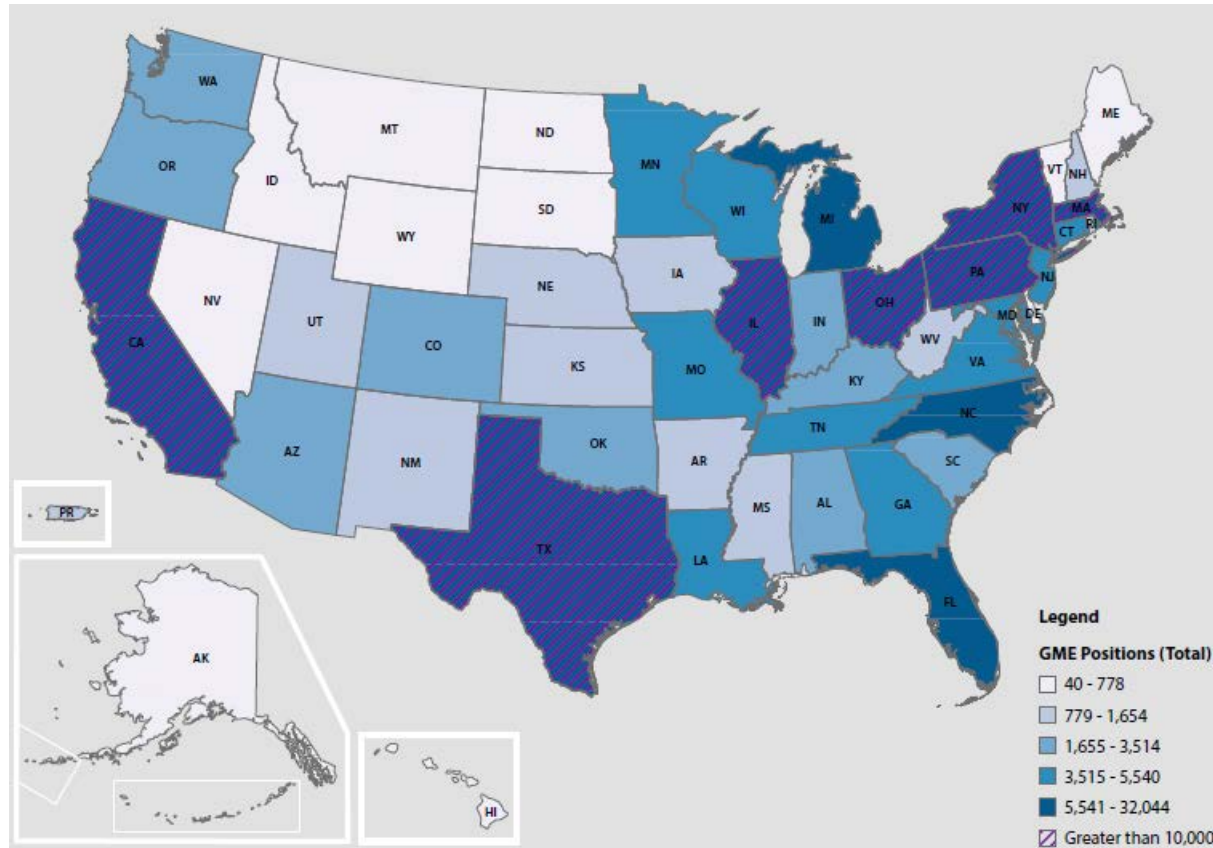 WA
MT
ND
ME
OR
ID
MN
VT
NH
WI
SD
NY
MA
WY
MI
CT
RI
IA
PA
NE
NJ
NV
OH
UT
IL
IN
MD
DE
CA
CO
WV
KS
MO
VA
KY
NC
TN
AZ
OK
NM
AR
SC
MS
AL
GA
PR
TX
LA
FL
AK
HI
Legend
GME Positions (Total)
40 - 778
779 - 1,654
1,655 - 3,514
3,515 - 5,540
5,541 - 32,044
Greater than 10,000